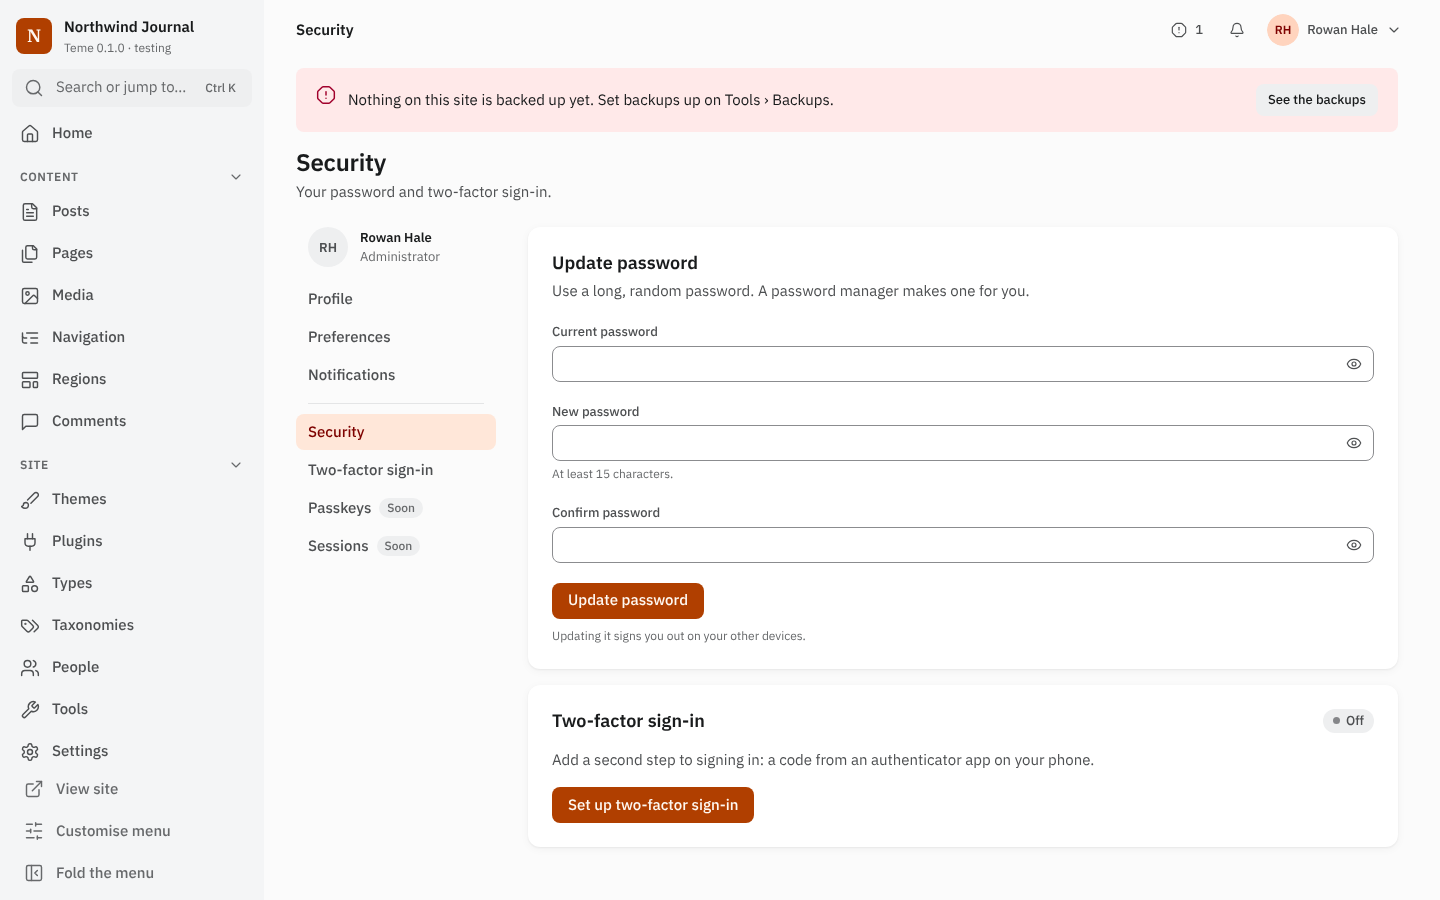 N
Northwind Journal
Teme 0.1.0 · testing
Search or jump to...
Ctrl K
Home
CONTENT
Posts
Pages
Media
Navigation
Regions
Comments
SITE
Themes
Plugins
Types
Taxonomies
People
Tools
Settings
View site
Customise menu
Fold the menu
Security
1
RH
Rowan Hale
Nothing on this site is backed up yet. Set backups up on Tools › Backups.
See the backups
Security
Your password and two-factor sign-in.
RH
Rowan Hale
Administrator
Profile
Preferences
Notifications
Security
Two-factor sign-in
Passkeys Soon
Sessions Soon
Update password
Use a long, random password. A password manager makes one for you.
Current password
New password
At least 15 characters.
Confirm password
Update password
Updating it signs you out on your other devices.
Two-factor sign-in
Off
Add a second step to signing in: a code from an authenticator app on your phone.
Set up two-factor sign-in